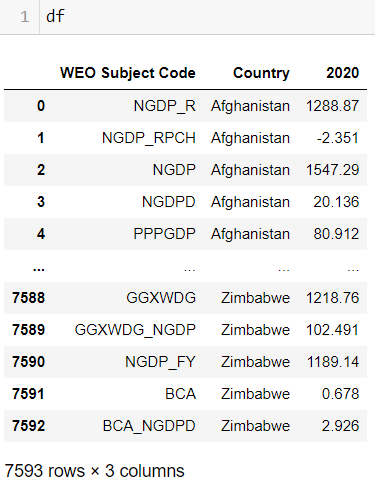 1 df
WEO Subject Code Country 2020
0 NGDP_R Afghanistan 1288.87
1 NGDP_RPCH Afghanistan -2.351
2 NGDP Afghanistan 1547.29
3 NGDPD Afghanistan 20.136
4 PPPGDP Afghanistan 80.912
... ... ... ...
7588 GGXWDG Zimbabwe 1218.76
7589 GGXWDG_NGDP Zimbabwe 102.491
7590 NGDP_FY Zimbabwe 1189.14
7591 BCA Zimbabwe 0.678
7592 BCA_NGDPD Zimbabwe 2.926
7593 rows × 3 columns